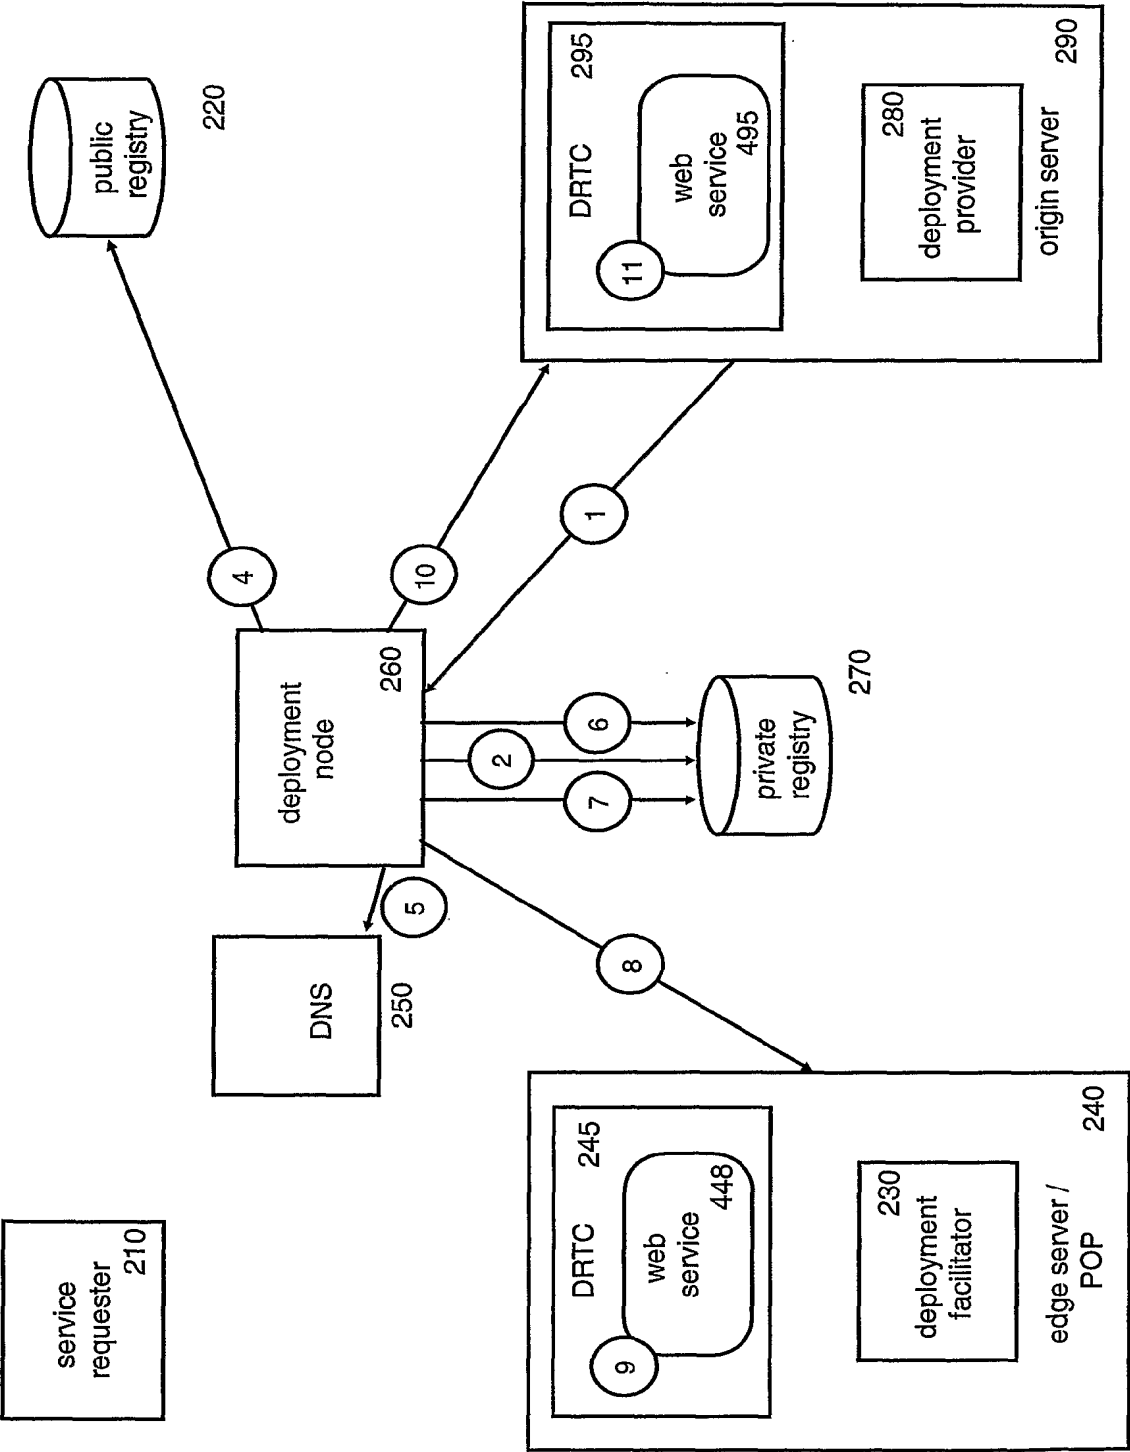 service
requester
210
DNS
250
deployment
node
260
public
registry
220
4
10
5
1
6
2
7
8
private
registry
270
DRTC
245
web
service
448
9
deployment
facilitator
230
edge server /
POP
240
DRTC
295
web
service
495
11
deployment
provider
280
origin server
290